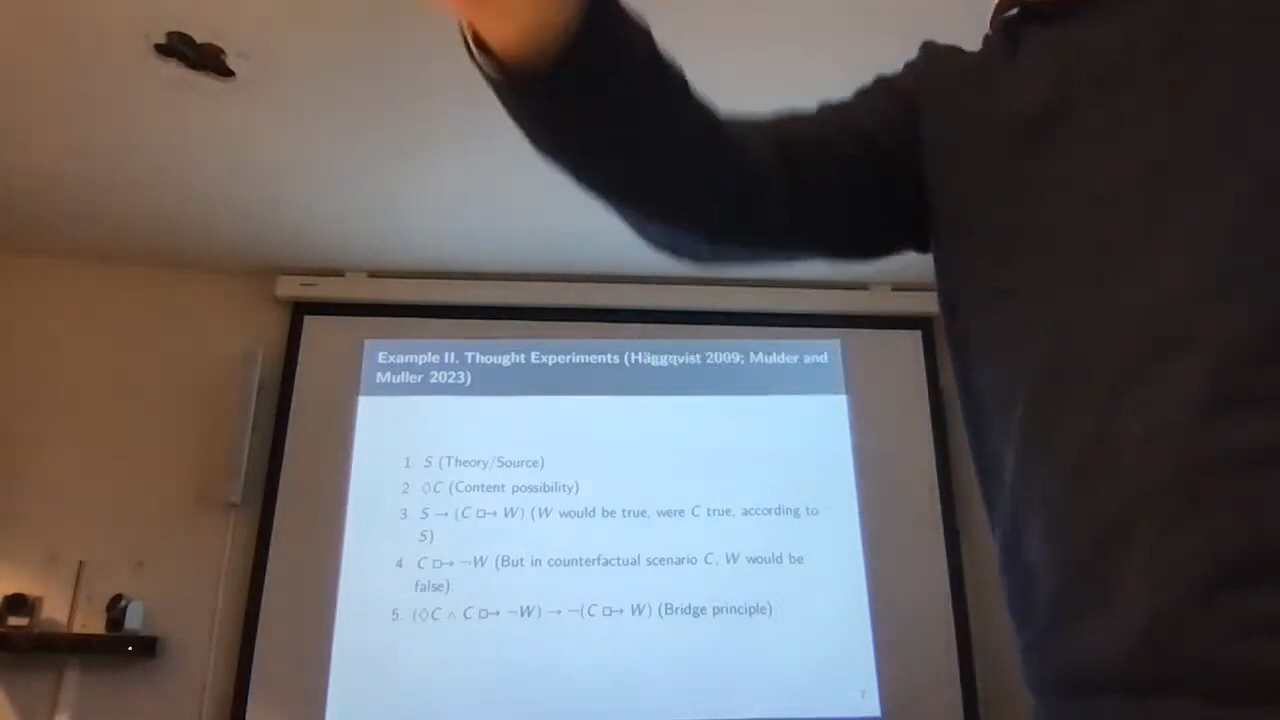 Example II. Thought Experiments (Häggqvist 2009; Mulder and
Muller 2023)
1 S (Theory/Source)
2 ◊C (Content possibility)
3 S → (C □→ W) (W would be true, were C true, according to
S)
4 C □→ ¬W (But in counterfactual scenario C, W would be
false).
5. (◊C ∧ C □→ ¬W) → ¬(C □→ W) (Bridge principle)